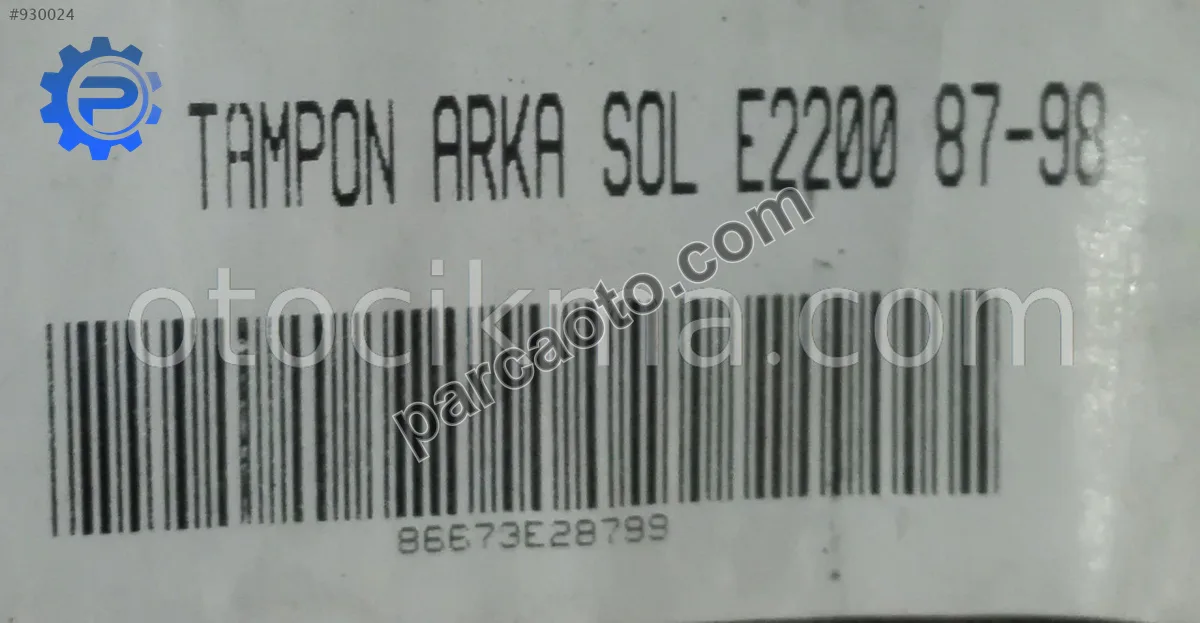 #930024
TAMPON ARKA SOL E2200 87-98
otocikma.com
parcaoto.com
86673E28799